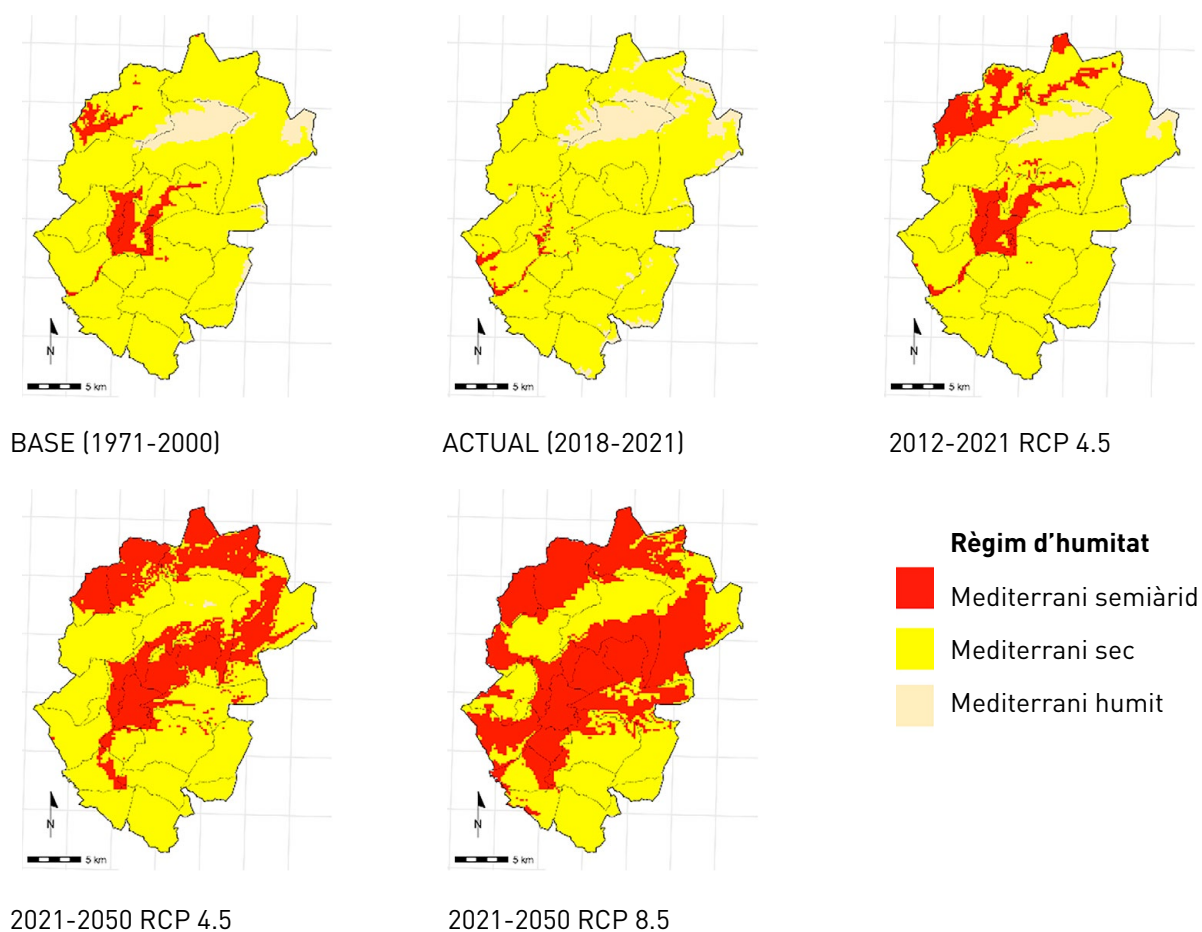 N
5 km
N
5 km
N
5 km
BASE (1971-2000)
ACTUAL (2018-2021)
2012-2021 RCP 4.5
N
5 km
N
5 km
Règim d'humitat
Mediterrani semiàrid
Mediterrani sec
Mediterrani humit
2021-2050 RCP 4.5
2021-2050 RCP 8.5